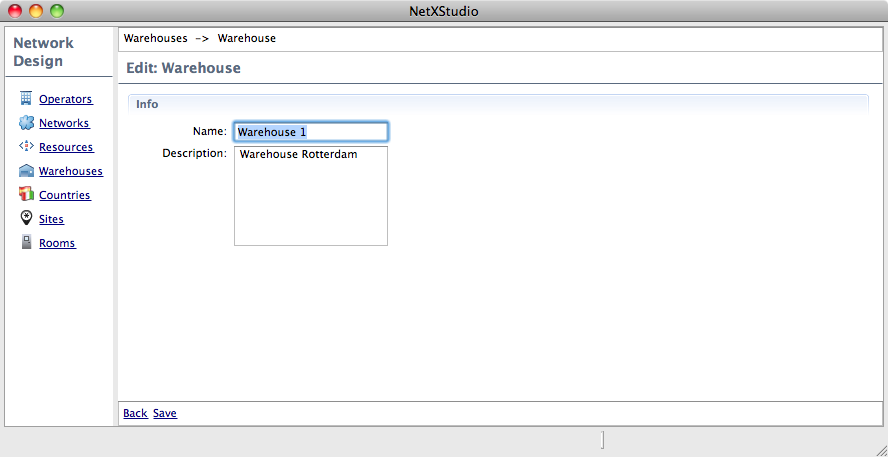 NetXStudio
Network
Design
Operators
Networks
Resources
Warehouses
Countries
Sites
Rooms
Warehouses -> Warehouse
Edit: Warehouse
Info
Name: Warehouse 1
Description: Warehouse Rotterdam
Back Save